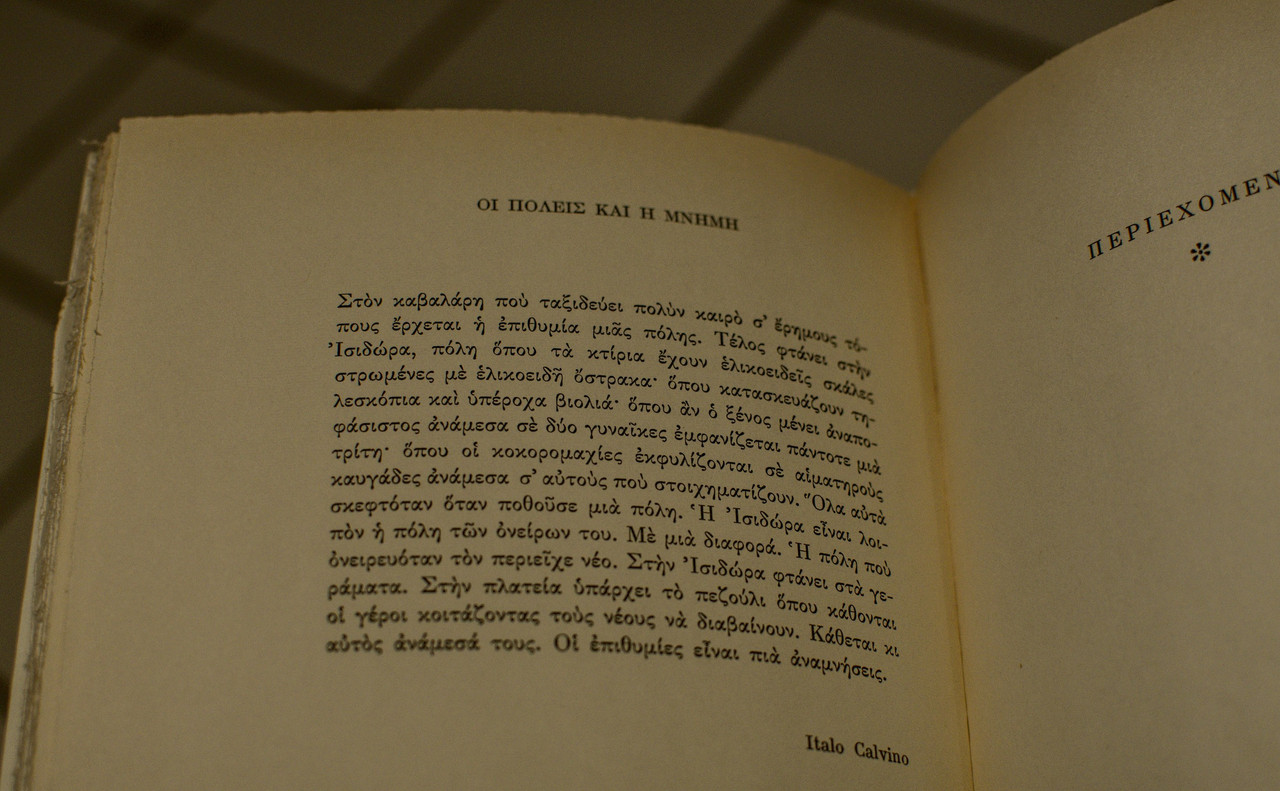 ΟΙ ΠΟΛΕΙΣ ΚΑΙ Η ΜΝΗΜΗ
Στὸν καβαλάρη ποὺ ταξιδεύει πολὺν καιρὸ σ' ἔρημους τό-
πους ἔρχεται ἡ ἐπιθυμία μιᾶς πόλης. Τέλος φτάνει στὴν
Ἰσιδώρα, πόλη ὅπου τὰ κτίρια ἔχουν ἑλικοειδεῖς σκάλες
στρωμένες μὲ ἑλικοειδῆ ὄστρακα· ὅπου κατασκευάζουν τη-
λεσκόπια καὶ ὑπέροχα βιολιά· ὅπου ἂν ὁ ξένος μένει ἀναπο-
φάσιστος ἀνάμεσα σὲ δύο γυναῖκες ἐμφανίζεται πάντοτε μιὰ
τρίτη· ὅπου οἱ κοκορομαχίες ἐκφυλίζονται σὲ αἱματηροὺς
καυγάδες ἀνάμεσα σ' αὐτοὺς ποὺ στοιχηματίζουν. Ὅλα αὐτὰ
σκεφτόταν ὅταν ποθοῦσε μιὰ πόλη. Ἡ Ἰσιδώρα εἶναι λοι-
πὸν ἡ πόλη τῶν ὀνείρων του. Μὲ μιὰ διαφορά. Ἡ πόλη ποὺ
ὀνειρευόταν τὸν περιεῖχε νέο. Στὴν Ἰσιδώρα φτάνει στὰ γε-
ράματα. Στὴν πλατεία ὑπάρχει τὸ πεζούλι ὅπου κάθονται
οἱ γέροι κοιτάζοντας τοὺς νέους νὰ διαβαίνουν. Κάθεται κι
αὐτὸς ἀνάμεσά τους. Οἱ ἐπιθυμίες εἶναι πιὰ ἀναμνήσεις.
Italo Calvino
ΠΕΡΙΕΧΟΜΕΝ